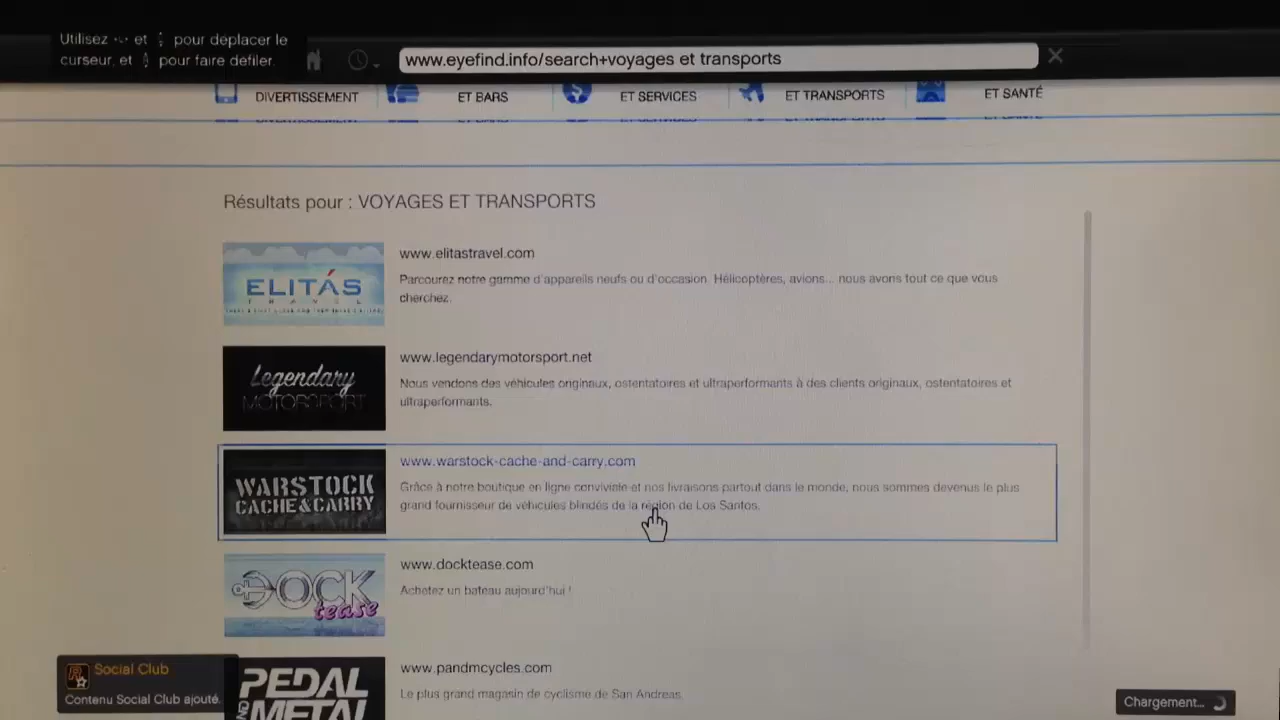 Utilisez et pour déplacer le
curseur, et pour faire défiler.
www.eyefind.info/search+voyages et transports
DIVERTISSEMENT
ET BARS
ET SERVICES
ET TRANSPORTS
ET SANTÉ
Résultats pour : VOYAGES ET TRANSPORTS
ELITÁS
TRAVEL
www.elitastravel.com
Parcourez notre gamme d'appareils neufs ou d'occasion. Hélicoptères, avions... nous avons tout ce que vous
cherchez.
Legendary
MOTORSPORT
www.legendarymotorsport.net
Nous vendons des véhicules originaux, ostentatoires et ultraperformants à des clients originaux, ostentatoires et
ultraperformants.
WARSTOCK
CACHE&CARRY
www.warstock-cache-and-carry.com
Grâce à notre boutique en ligne conviviale et nos livraisons partout dans le monde, nous sommes devenus le plus
grand fournisseur de véhicules blindés de la région de Los Santos.
DOCK
tease
www.docktease.com
Achetez un bateau aujourd'hui !
PEDAL
AND
METAL
www.pandmcycles.com
Le plus grand magasin de cyclisme de San Andreas.
Social Club
Contenu Social Club ajouté.
Chargement...